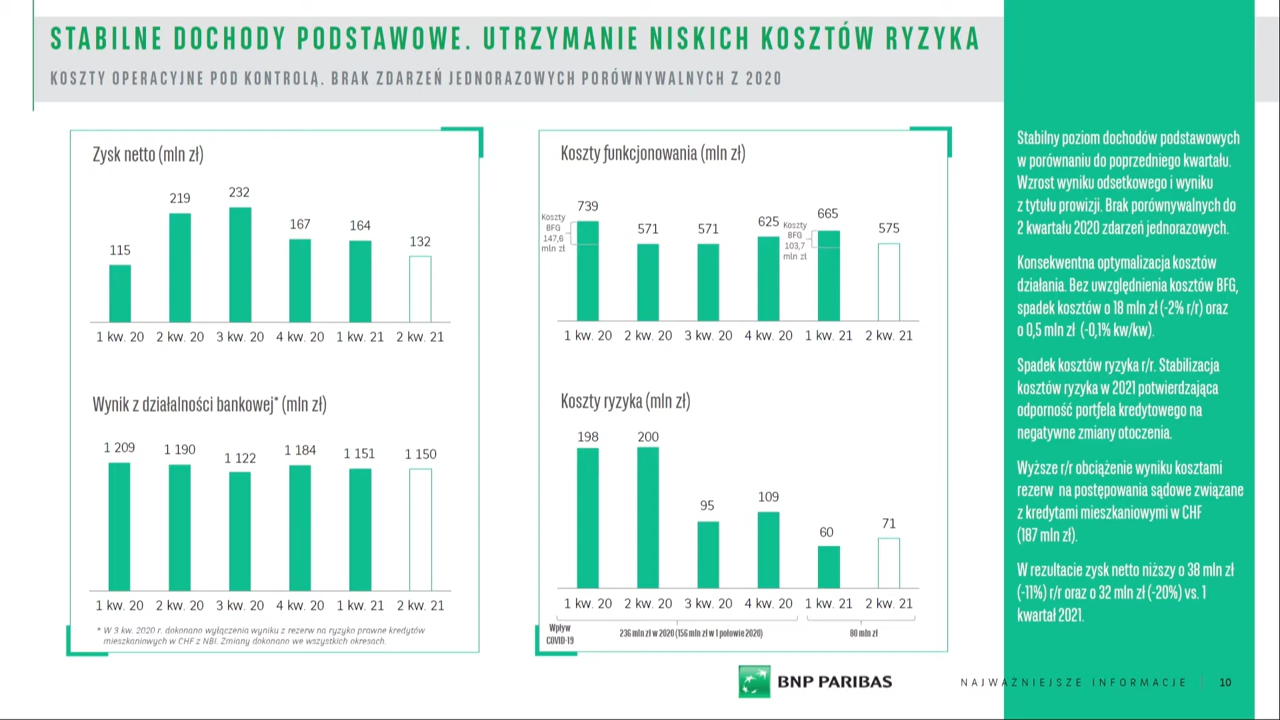 STABILNE DOCHODY PODSTAWOWE. UTRZYMANIE NISKICH KOSZTÓW RYZYKA
KOSZTY OPERACYJNE POD KONTROLĄ. BRAK ZDARZEŃ JEDNORAZOWYCH PORÓWNYWALNYCH Z 2020
Zysk netto (mln zł)
115
219
232
167
164
132
1 kw. 20
2 kw. 20
3 kw. 20
4 kw. 20
1 kw. 21
2 kw. 21
Koszty funkcjonowania (mln zł)
Koszty
BFG
147,6
mln zł
739
571
571
625
Koszty
BFG
103,7
mln zł
665
575
1 kw. 20
2 kw. 20
3 kw. 20
4 kw. 20
1 kw. 21
2 kw. 21
Wynik z działalności bankowej* (mln zł)
1 209
1 190
1 122
1 184
1 151
1 150
1 kw. 20
2 kw. 20
3 kw. 20
4 kw. 20
1 kw. 21
2 kw. 21
* W 3 kw. 2020 r. dokonano wyłączenia wyniku z rezerw na ryzyko prawne kredytów
mieszkaniowych w CHF z NBI. Zmiany dokonano we wszystkich okresach.
Koszty ryzyka (mln zł)
198
200
95
109
60
71
1 kw. 20
2 kw. 20
3 kw. 20
4 kw. 20
1 kw. 21
2 kw. 21
Wpływ
COVID-19
236 mln zł w 2020 (156 mln zł w 1 połowie 2020)
80 mln zł
Stabilny poziom dochodów podstawowych
w porównaniu do poprzedniego kwartału.
Wzrost wyniku odsetkowego i wyniku
z tytułu prowizji. Brak porównywalnych do
2 kwartału 2020 zdarzeń jednorazowych.
Konsekwentna optymalizacja kosztów
działania. Bez uwzględnienia kosztów BFG,
spadek kosztów o 18 mln zł (-2% r/r) oraz
o 0,5 mln zł (-0,1% kw/kw).
Spadek kosztów ryzyka r/r. Stabilizacja
kosztów ryzyka w 2021 potwierdzająca
odporność portfela kredytowego na
negatywne zmiany otoczenia.
Wyższe r/r obciążenie wyniku kosztami
rezerw na postępowania sądowe związane
z kredytami mieszkaniowymi w CHF
(187 mln zł).
W rezultacie zysk netto niższy o 38 mln zł
(-11%) r/r oraz o 32 mln zł (-20%) vs. 1
kwartał 2021.
BNP PARIBAS
NAJWAŻNIEJSZE INFORMACJE | 10